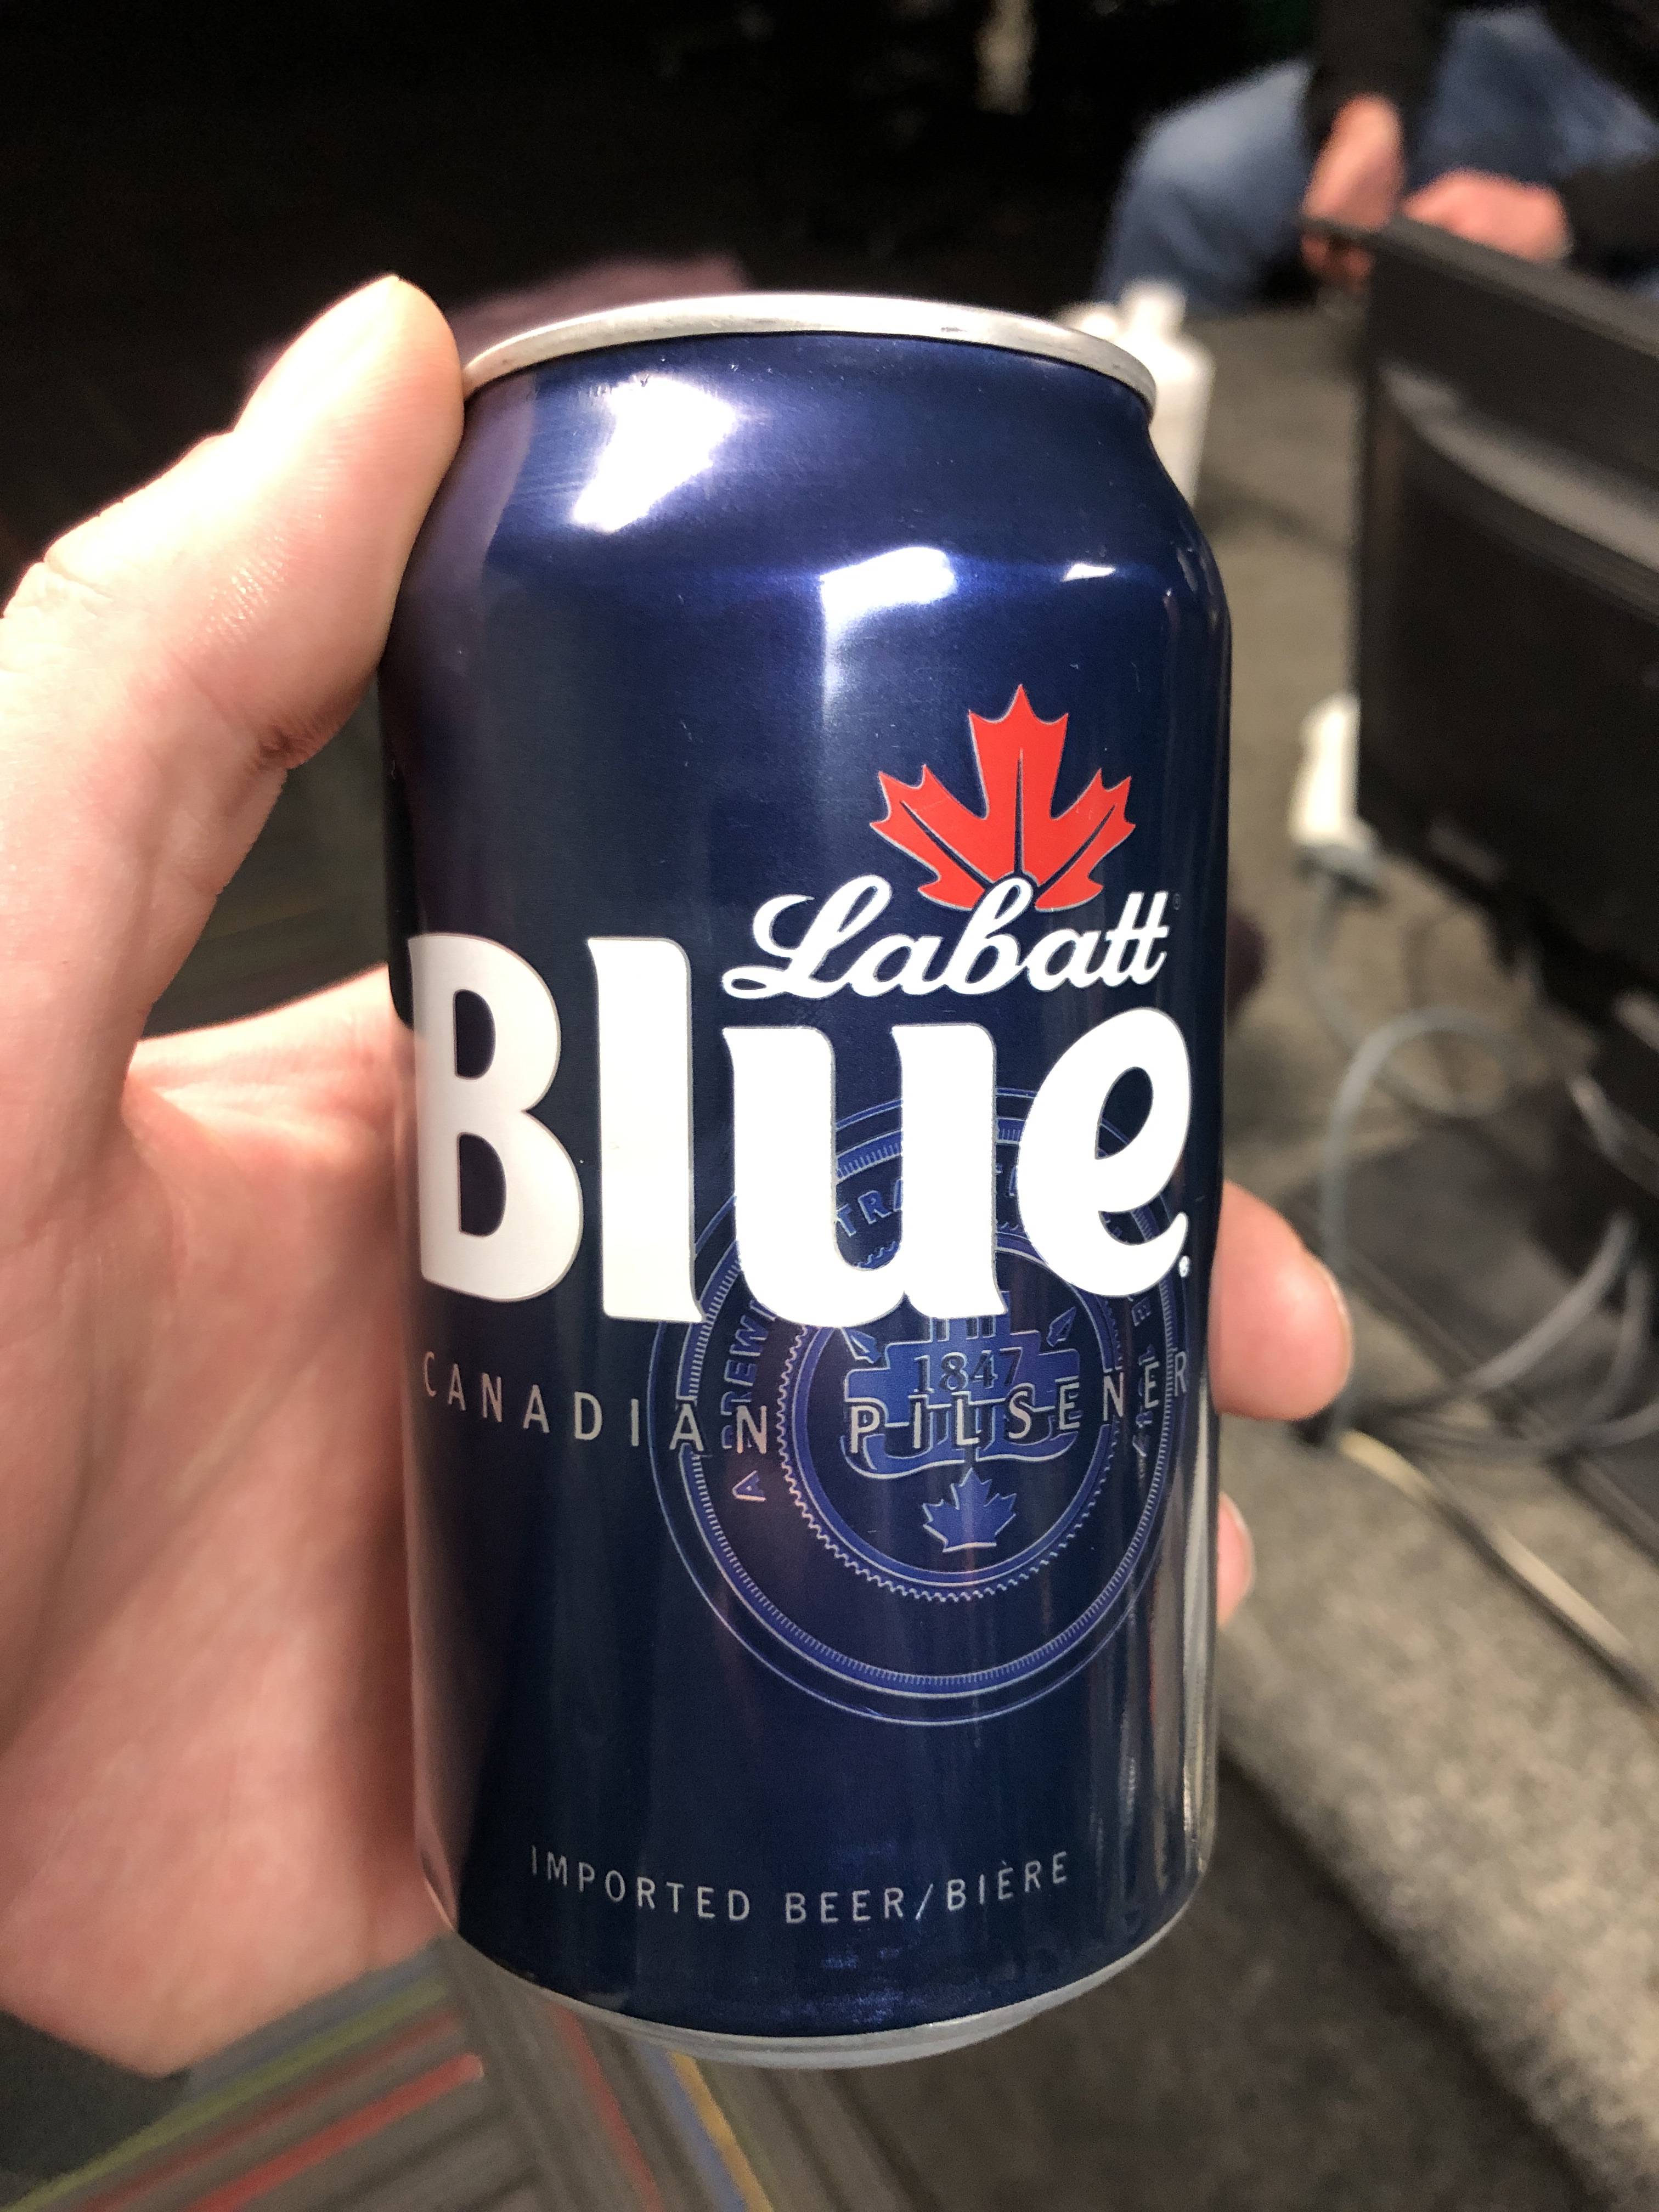 Labatt
Blue
1847
CANADIAN PILSENER
IMPORTED BEER/BIÈRE